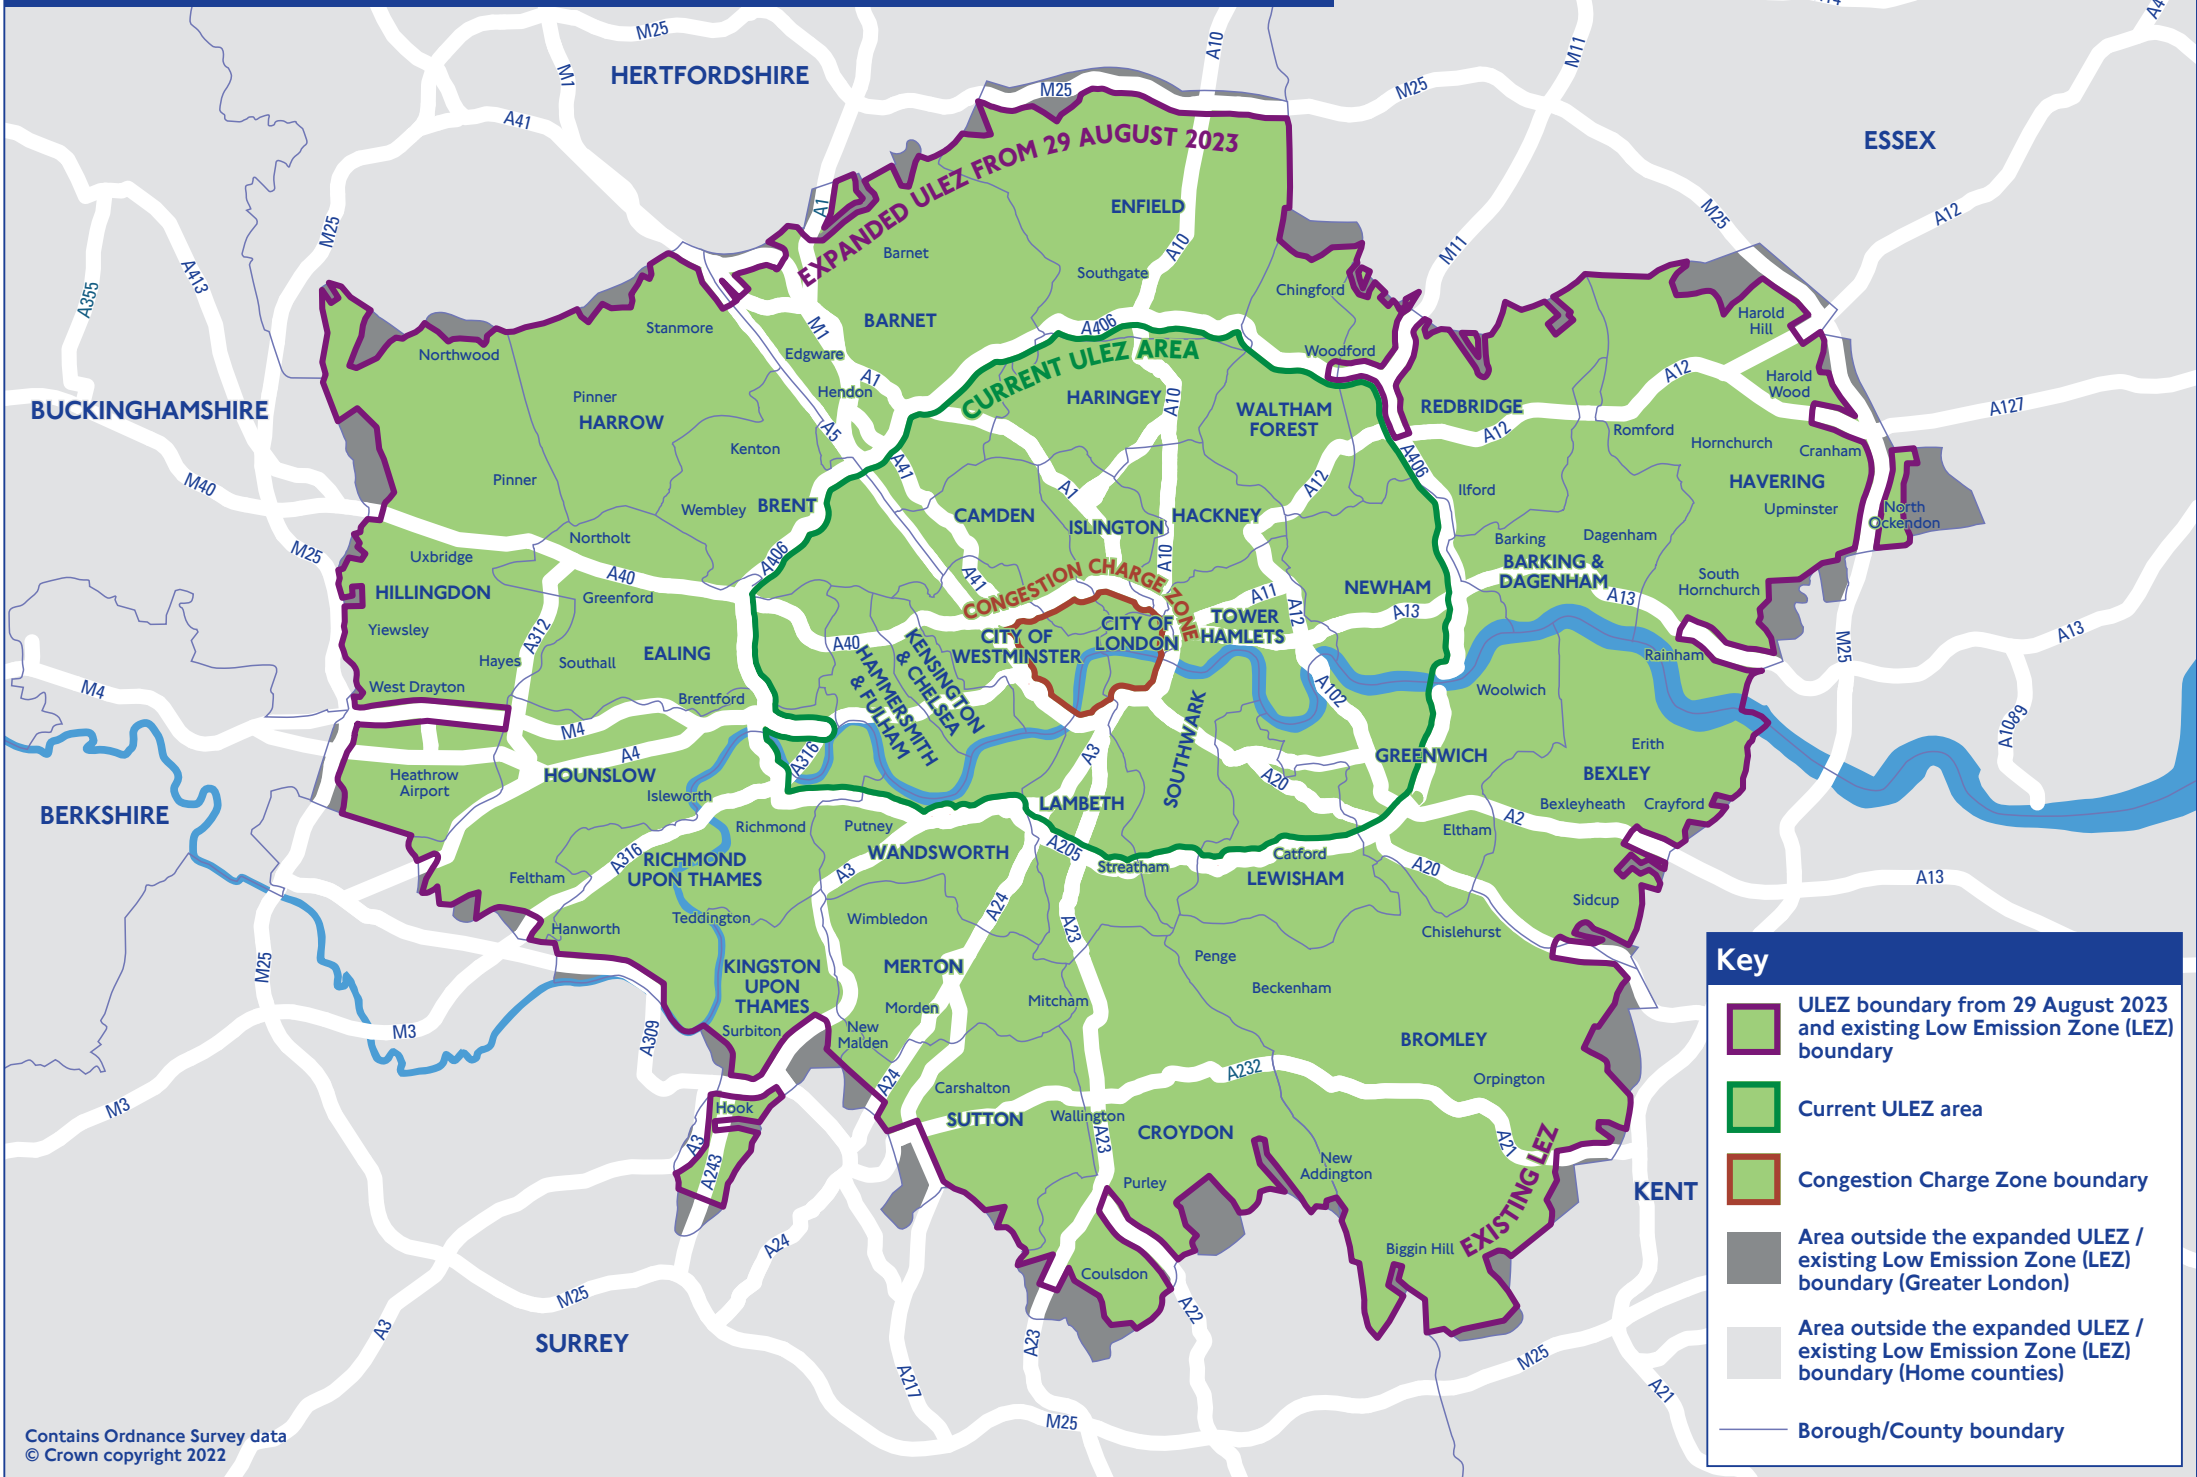 M25
M1
HERTFORDSHIRE
A10
M11
A41
M25
M25
ESSEX
A4
EXPANDED ULEZ FROM 29 AUGUST 2023
ENFIELD
A1
Barnet
A10
Southgate
M25
A413
A355
M11
M25
A12
Chingford
Stanmore
M1
BARNET
A406
CURRENT ULEZ AREA
Harold
Hill
Northwood
Edgware
Hendon
A1
Woodford
BUCKINGHAMSHIRE
Pinner
HARROW
HARINGEY
A10
WALTHAM
FOREST
REDBRIDGE
A12
Harold
Wood
A127
A5
Kenton
A12
Romford
Hornchurch
Cranham
M40
Pinner
A41
A1
A12
A406
Ilford
HAVERING
Upminster
Wembley
BRENT
CAMDEN
ISLINGTON
HACKNEY
North
Ockendon
M25
Uxbridge
Northolt
A406
A10
Barking
Dagenham
BARKING &
DAGENHAM
HILLINGDON
A40
Greenford
A41
CONGESTION CHARGE ZONE
A11
A12
NEWHAM
A13
A13
South
Hornchurch
Yiewsley
A312
Hayes
Southall
EALING
A40
KENSINGTON
& CHELSEA
HAMMERSMITH
& FULHAM
CITY OF
WESTMINSTER
CITY OF
LONDON
TOWER
HAMLETS
Rainham
M25
A13
M4
West Drayton
Brentford
A102
Woolwich
M4
A4
A316
SOUTHWARK
A3
GREENWICH
Erith
BEXLEY
A1089
Heathrow
Airport
HOUNSLOW
Isleworth
LAMBETH
A20
Bexleyheath
Crayford
BERKSHIRE
Richmond
Putney
A205
Eltham
A2
A316
RICHMOND
UPON THAMES
A3
WANDSWORTH
Streatham
Catford
LEWISHAM
A20
A13
Feltham
Teddington
Wimbledon
A24
A23
Sidcup
Hanworth
Chislehurst
M25
KINGSTON
UPON
THAMES
MERTON
Penge
Beckenham
Morden
Mitcham
M3
A309
Surbiton
New
Malden
BROMLEY
A24
Carshalton
A232
Orpington
M3
Hook
SUTTON
Wallington
A23
CROYDON
A3
A243
A21
New
Addington
Purley
EXISTING LEZ
KENT
A24
Biggin Hill
Coulsdon
M25
A22
A3
SURREY
A23
A217
M25
M25
A21
Key
ULEZ boundary from 29 August 2023
and existing Low Emission Zone (LEZ)
boundary
Current ULEZ area
Congestion Charge Zone boundary
Area outside the expanded ULEZ /
existing Low Emission Zone (LEZ)
boundary (Greater London)
Area outside the expanded ULEZ /
existing Low Emission Zone (LEZ)
boundary (Home counties)
Borough/County boundary
Contains Ordnance Survey data
© Crown copyright 2022